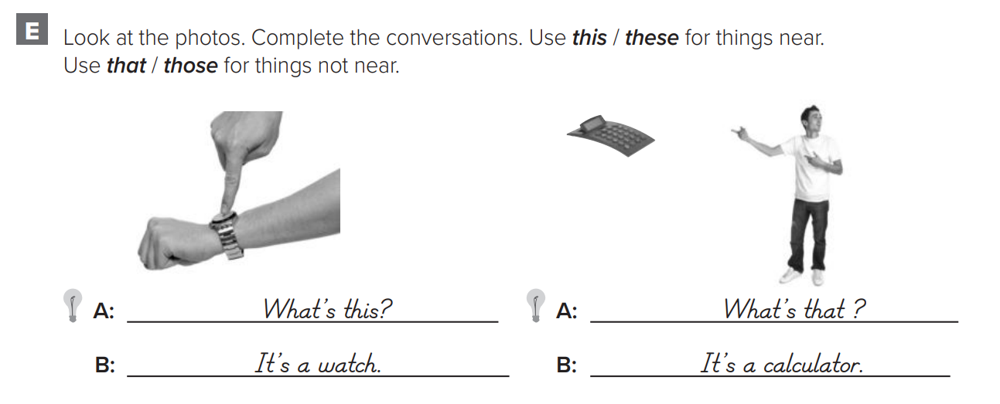 E Look at the photos. Complete the conversations. Use this / these for things near.
Use that / those for things not near.
A: What's this?
A: What's that ?
B: It's a watch.
B: It's a calculator.